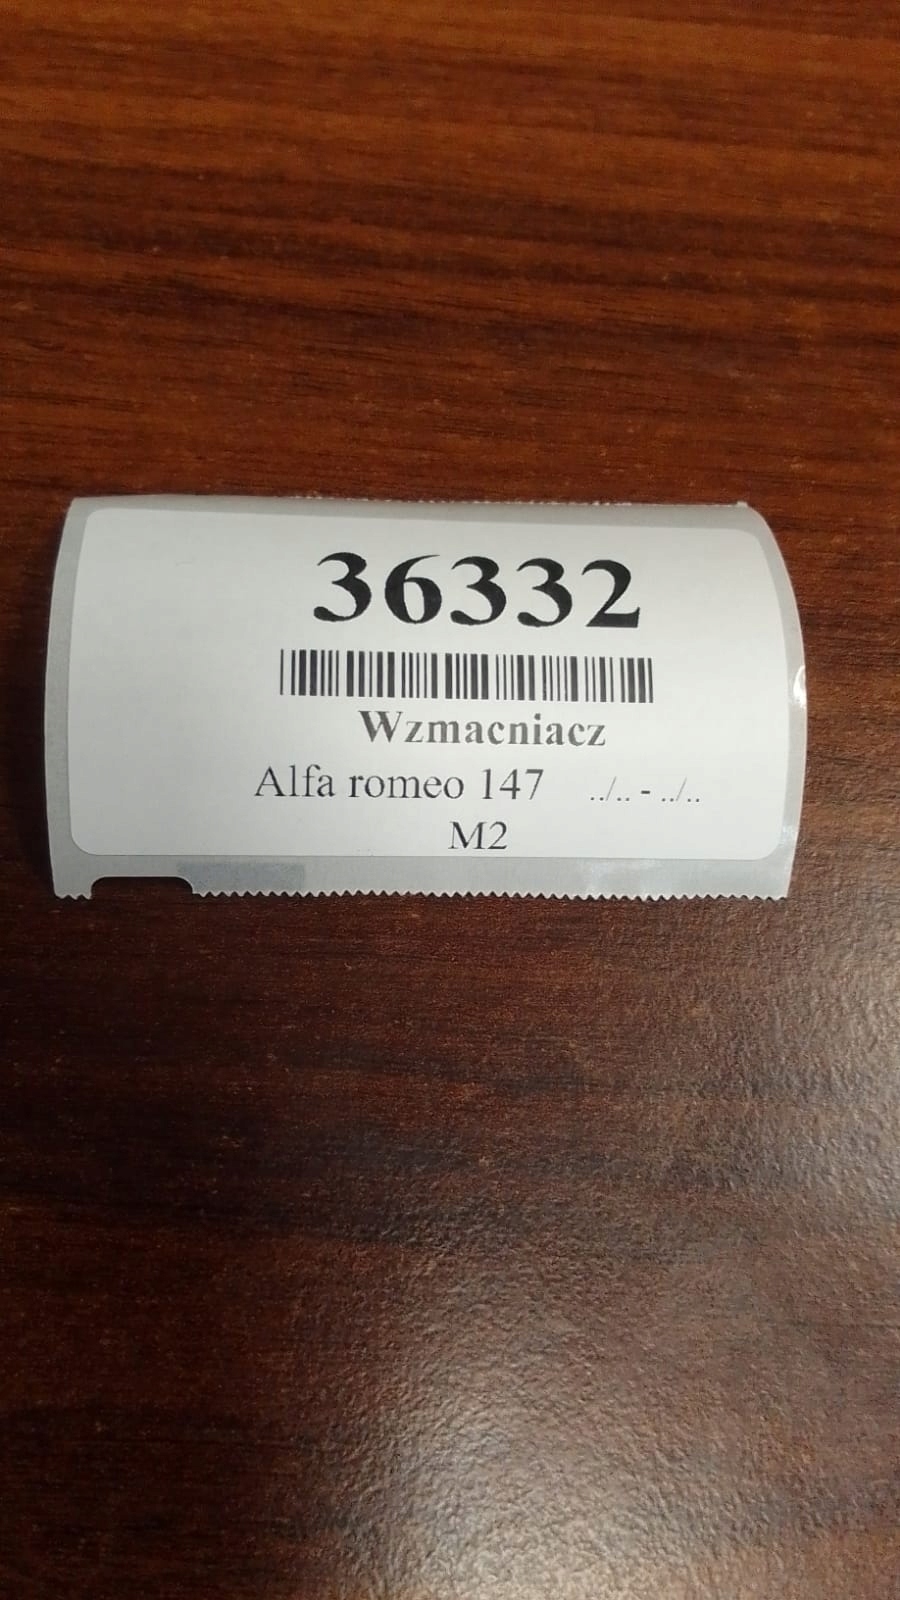 36332
Wzmacniacz
Alfa romeo 147 ../.. - ../..
M2